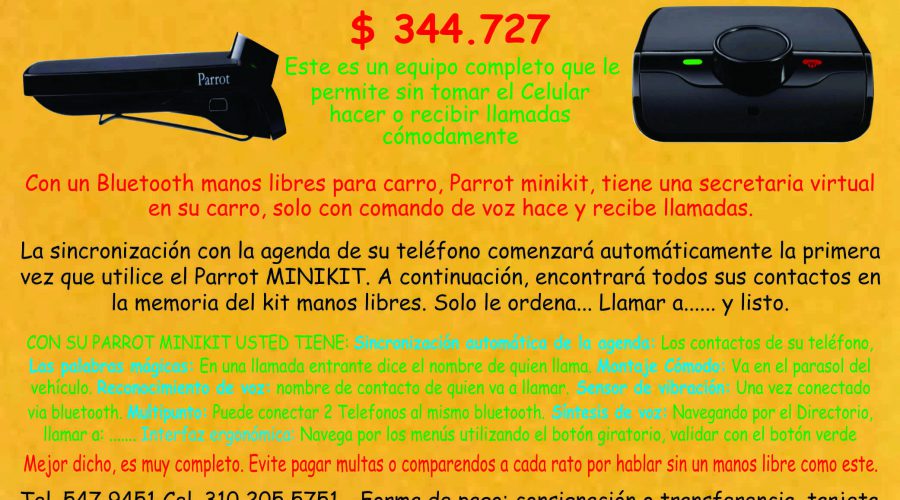 $ 344.727
Parrot
Este es un equipo completo que le
permite sin tomar el Celular
hacer o recibir llamadas
cómodamente
Con un Bluetooth manos libres para carro, Parrot minikit, tiene una secretaria virtual
en su carro, solo con comando de voz hace y recibe llamadas.
La sincronización con la agenda de su teléfono comenzará automáticamente la primera
vez que utilice el Parrot MINIKIT. A continuación, encontrará todos sus contactos en
la memoria del kit manos libres. Solo le ordena... Llamar a...... y listo.
CON SU PARROT MINIKIT USTED TIENE: Sincronización automática de la agenda: Los contactos de su teléfono,
Las palabras mágicas: En una llamada entrante dice el nombre de quien llama. Montaje Cómodo: Va en el parasol del
vehículo. Reconocimiento de voz: nombre de contacto de quien va a llamar. Sensor de vibración: Una vez conectado
via bluetooth. Multipunto: Puede conectar 2 Telefonos al mismo bluetooth. Síntesis de voz: Navegando por el Directorio,
llamar a: ....... Interfaz ergonómica: Navega por los menús utilizando el botón giratorio, validar con el botón verde
Mejor dicho, es muy completo. Evite pagar multas o comparendos a cada rato por hablar sin un manos libre como este.
Tel. 547 9451 Cel. 310 205 5751 - Forma de pago: consignación o transferencia, tarjeta